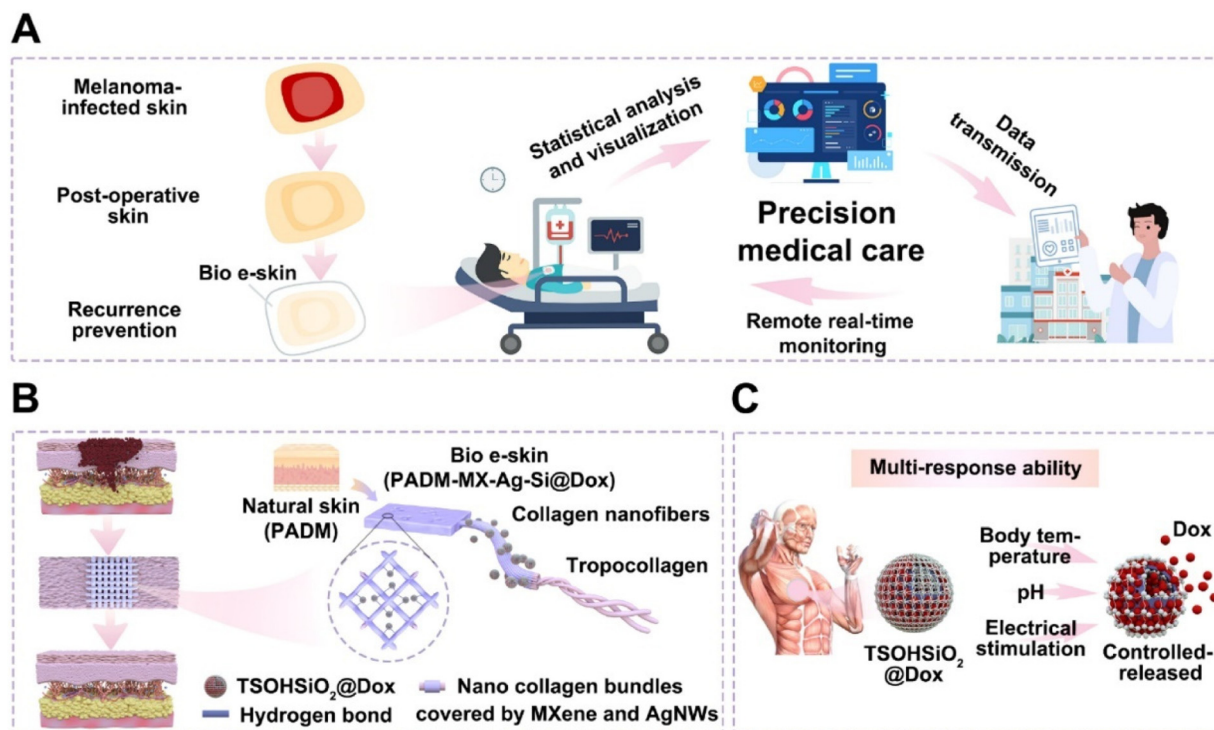 A
Melanoma-
infected skin
Post-operative
skin
Bio e-skin
Recurrence
prevention
Statistical analysis
and visualization
Precision
medical care
Data
transmission
Remote real-time
monitoring
B
Natural skin
(PADM)
Bio e-skin
(PADM-MX-Ag-Si@Dox)
Collagen nanofibers
Tropocollagen
TSOHSiO₂@Dox
Hydrogen bond
Nano collagen bundles
covered by MXene and AgNWs
C
Multi-response ability
TSOHSiO₂
@Dox
Body tem-
perature
pH
Electrical
stimulation
Dox
Controlled-
released